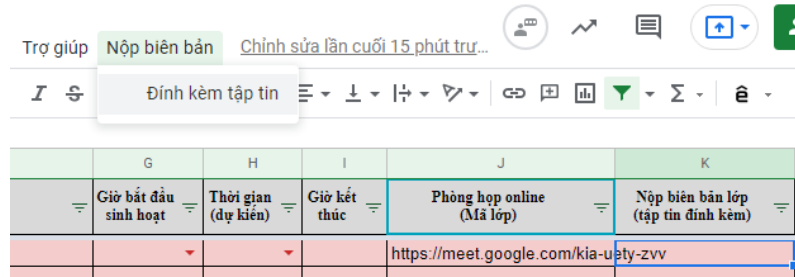 Trợ giúp Nộp biên bản Chỉnh sửa lần cuối 15 phút trư...
Đính kèm tập tin
G H I J K
Giờ bắt đầu sinh hoạt Thời gian (dự kiến) Giờ kết thúc Phòng họp online (Mã lớp) Nộp biên bản lớp (tập tin đính kèm)
https://meet.google.com/kia-uety-zvv